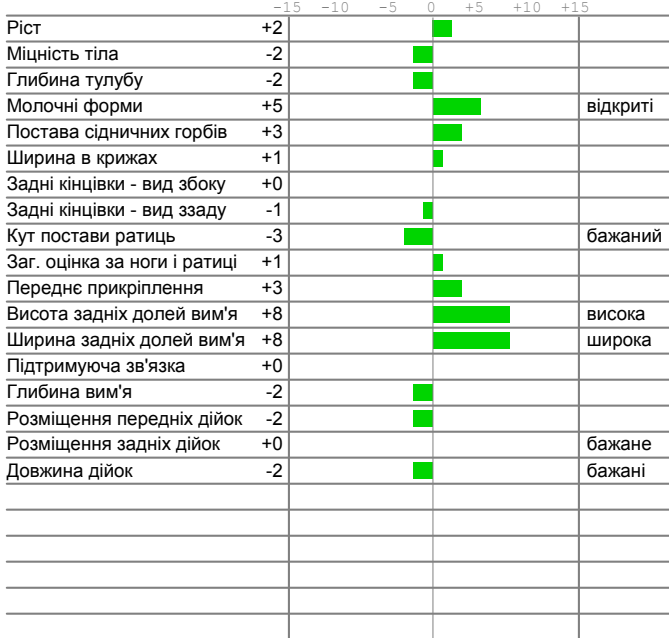 -15 -10 -5 0 +5 +10 +15
Ріст +2
Міцність тіла -2
Глибина тулубу -2
Молочні форми +5 відкриті
Постава сідничних горбів +3
Ширина в крижах +1
Задні кінцівки - вид збоку +0
Задні кінцівки - вид ззаду -1
Кут постави ратиць -3 бажаний
Заг. оцінка за ноги і ратиці +1
Переднє прикріплення +3
Висота задніх долей вим'я +8 висока
Ширина задніх долей вим'я +8 широка
Підтримуюча зв'язка +0
Глибина вим'я -2
Розміщення передніх дійок -2
Розміщення задніх дійок +0 бажане
Довжина дійок -2 бажані